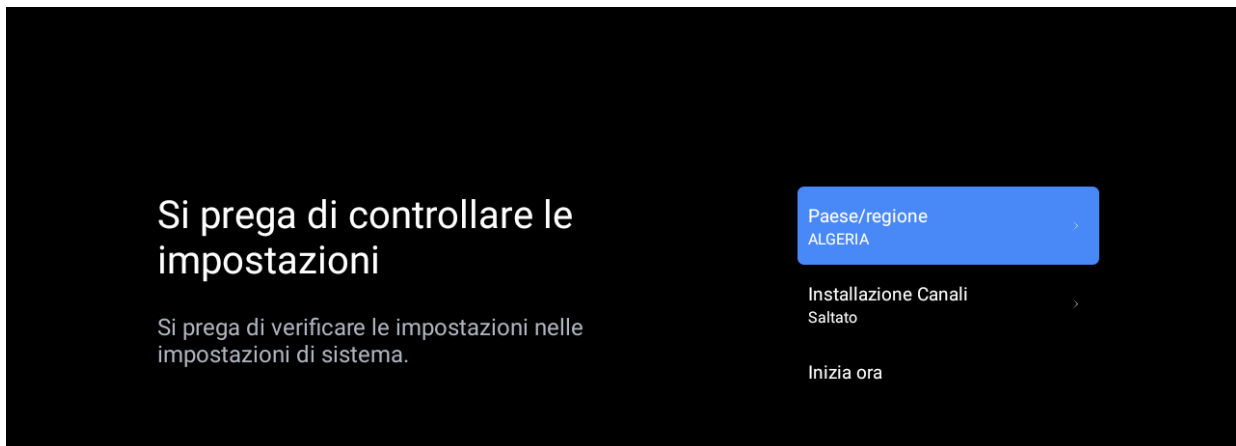 Si prega di controllare le
impostazioni
Si prega di verificare le impostazioni nelle
impostazioni di sistema.
Paese/regione
ALGERIA
Installazione Canali
Saltato
Inizia ora